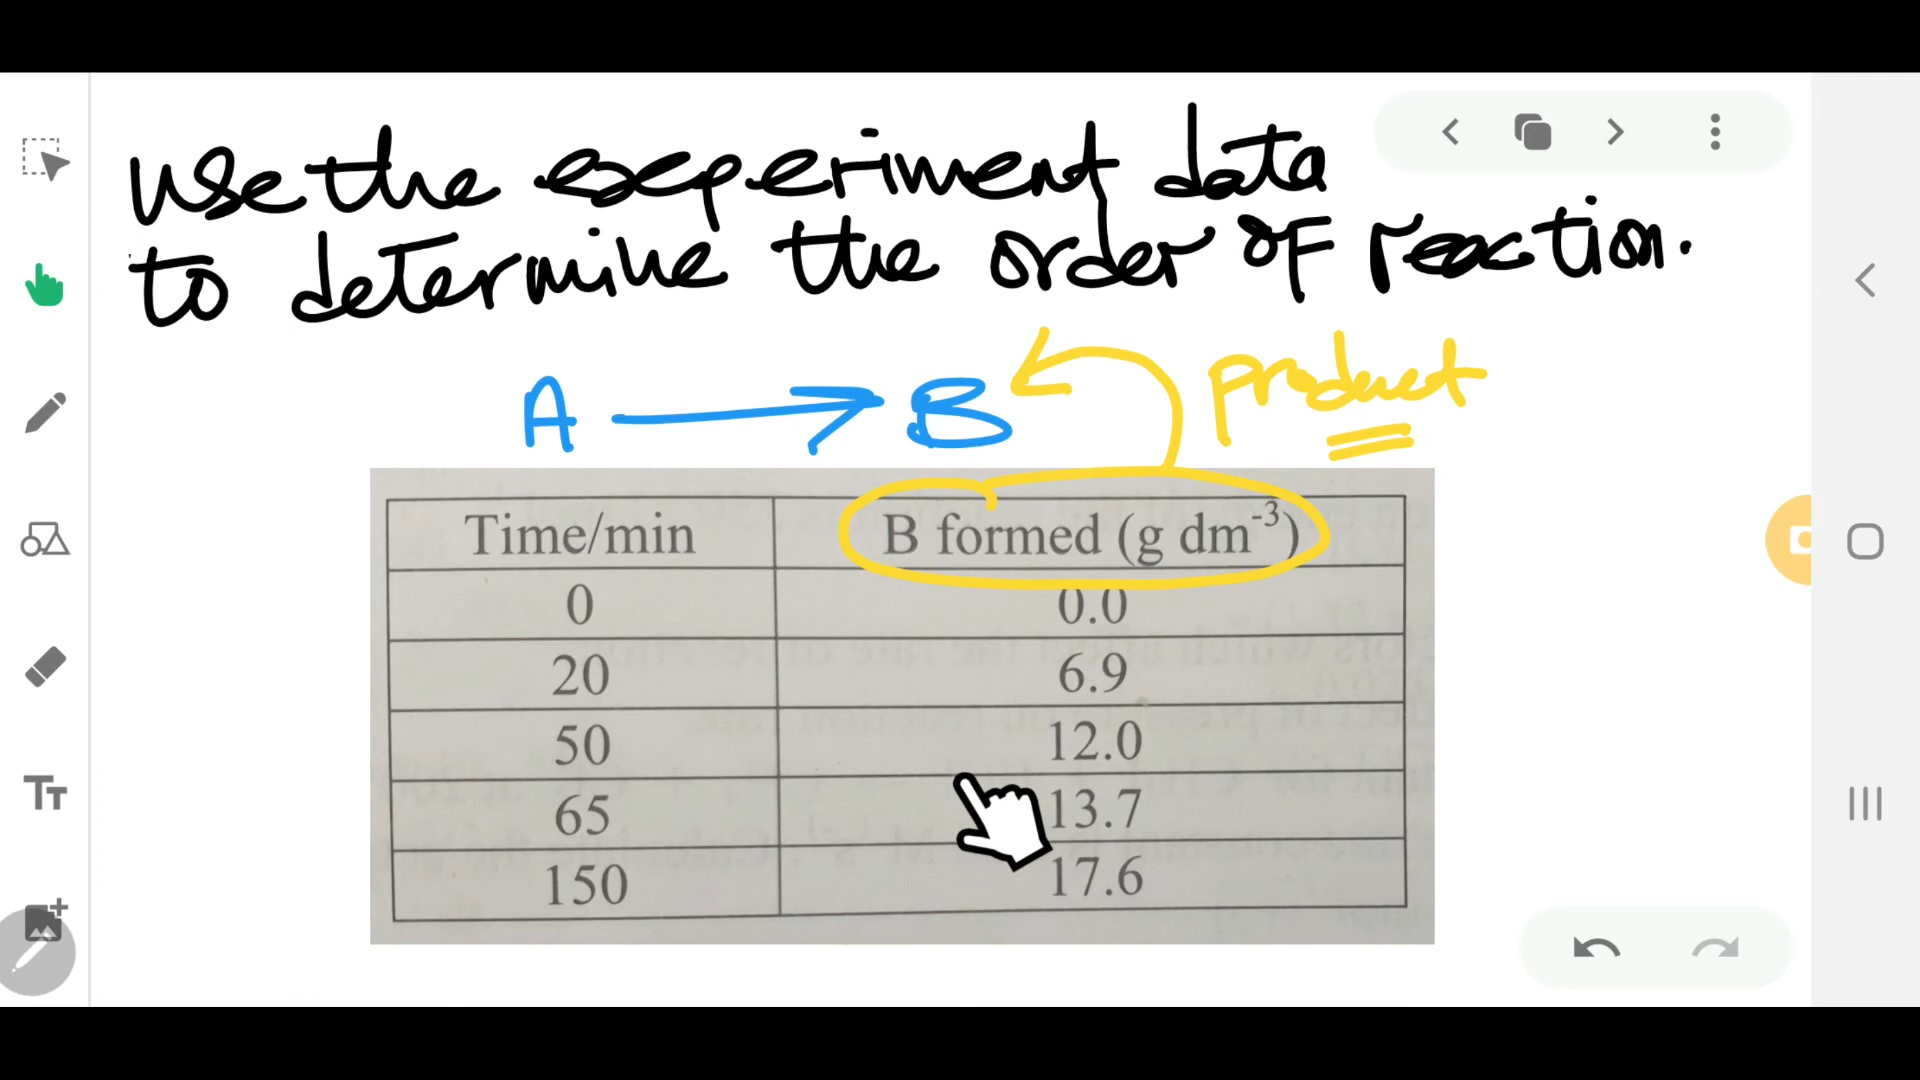 Use the experiment data
to determine the order of reaction.
A → B product
Time/min B formed (g dm⁻³)
0 0.0
20 6.9
50 12.0
65 13.7
150 17.6
TT